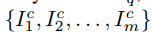 {I_1^c, I_2^c, ..., I_m^c}